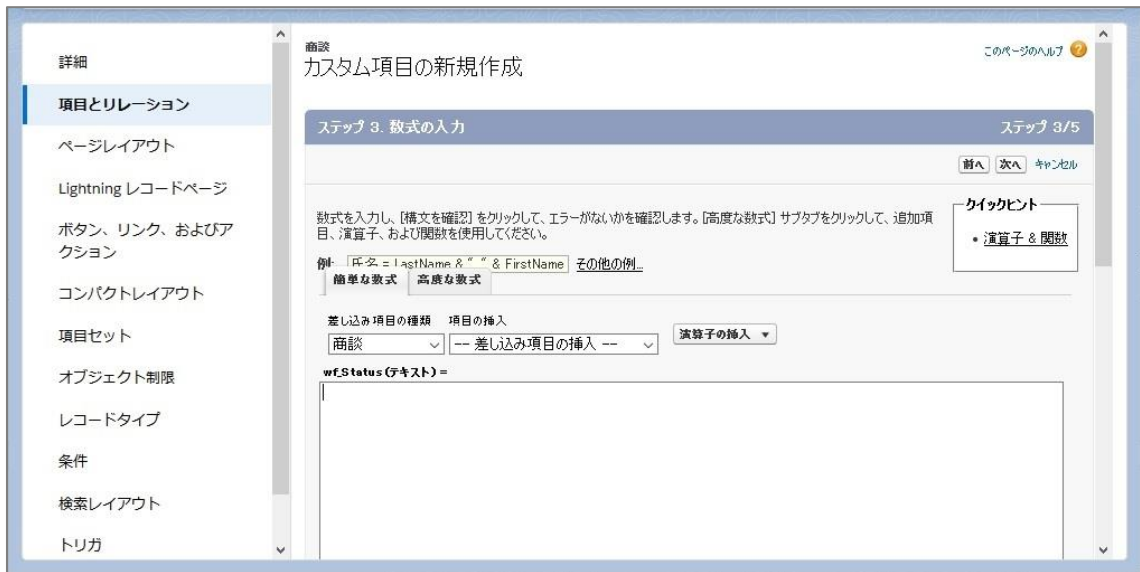 詳細
項目とリレーション
ページレイアウト
Lightning レコードページ
ボタン、リンク、およびア
クション
コンパクトレイアウト
項目セット
オブジェクト制限
レコードタイプ
条件
検索レイアウト
トリガ
商談
カスタム項目の新規作成
このページのヘルプ
ステップ 3. 数式の入力
ステップ 3/5
前へ 次へ キャンセル
数式を入力し、[構文を確認] をクリックして、エラーがないかを確認します。[高度な数式] サブタブをクリックして、追加項
目、演算子、および関数を使用してください。
クイックヒント
• 演算子 & 関数
例: 氏名 = LastName & " " & FirstName その他の例...
簡単な数式 高度な数式
差し込み項目の種類 項目の挿入
商談 -- 差し込み項目の挿入 -- 演算子の挿入
wf_Status (テキスト) =